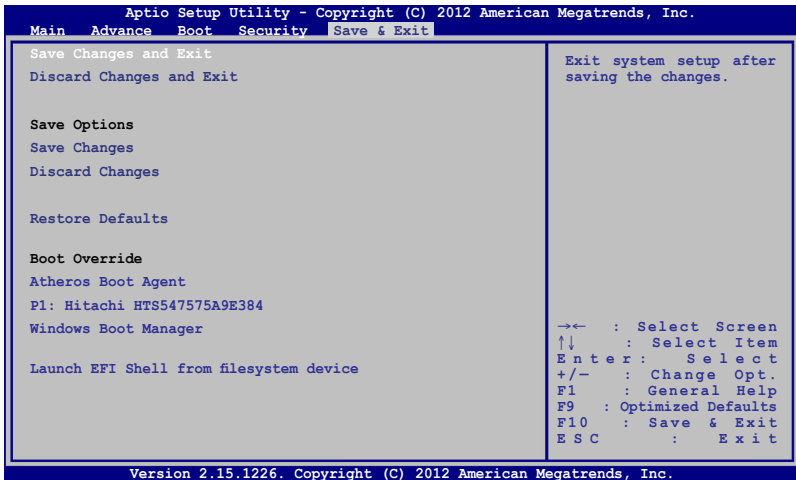 Aptio Setup Utility - Copyright (C) 2012 American Megatrends, Inc.
Main Advance Boot Security Save & Exit
Save Changes and Exit
Discard Changes and Exit
Save Options
Save Changes
Discard Changes
Restore Defaults
Boot Override
Atheros Boot Agent
P1: Hitachi HTS547575A9E384
Windows Boot Manager
Launch EFI Shell from filesystem device
Exit system setup after
saving the changes.
→← : Select Screen
↑↓ : Select Item
Enter: Select
+/— : Change Opt.
F1 : General Help
F9 : Optimized Defaults
F10 : Save & Exit
ESC : Exit
Version 2.15.1226. Copyright (C) 2012 American Megatrends, Inc.